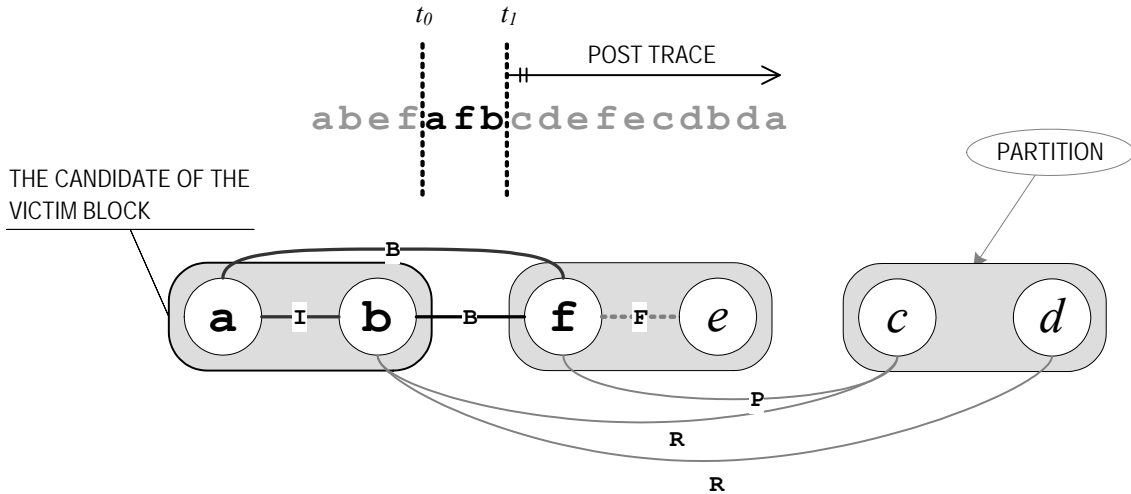 t0 t1
POST TRACE
abefafbcdefecdbda
PARTITION
THE CANDIDATE OF THE
VICTIM BLOCK
B
a I b B f F e c d
P
R
R